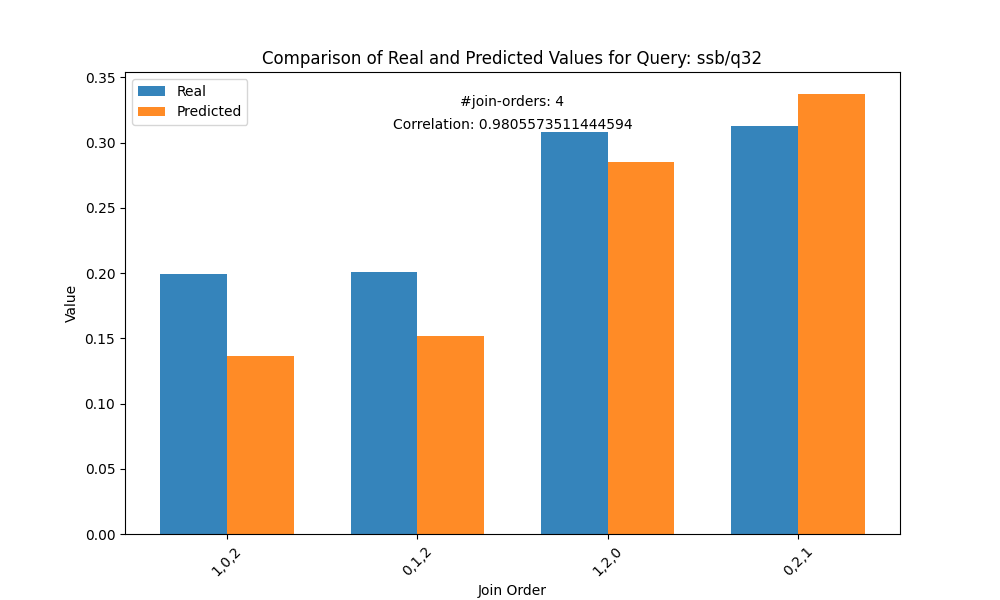 Comparison of Real and Predicted Values for Query: ssb/q32
Real
Predicted
#join-orders: 4
Correlation: 0.9805573511444594
0.35
0.30
0.25
0.20
0.15
0.10
0.05
0.00
Value
1,0,2
0,1,2
1,2,0
0,2,1
Join Order